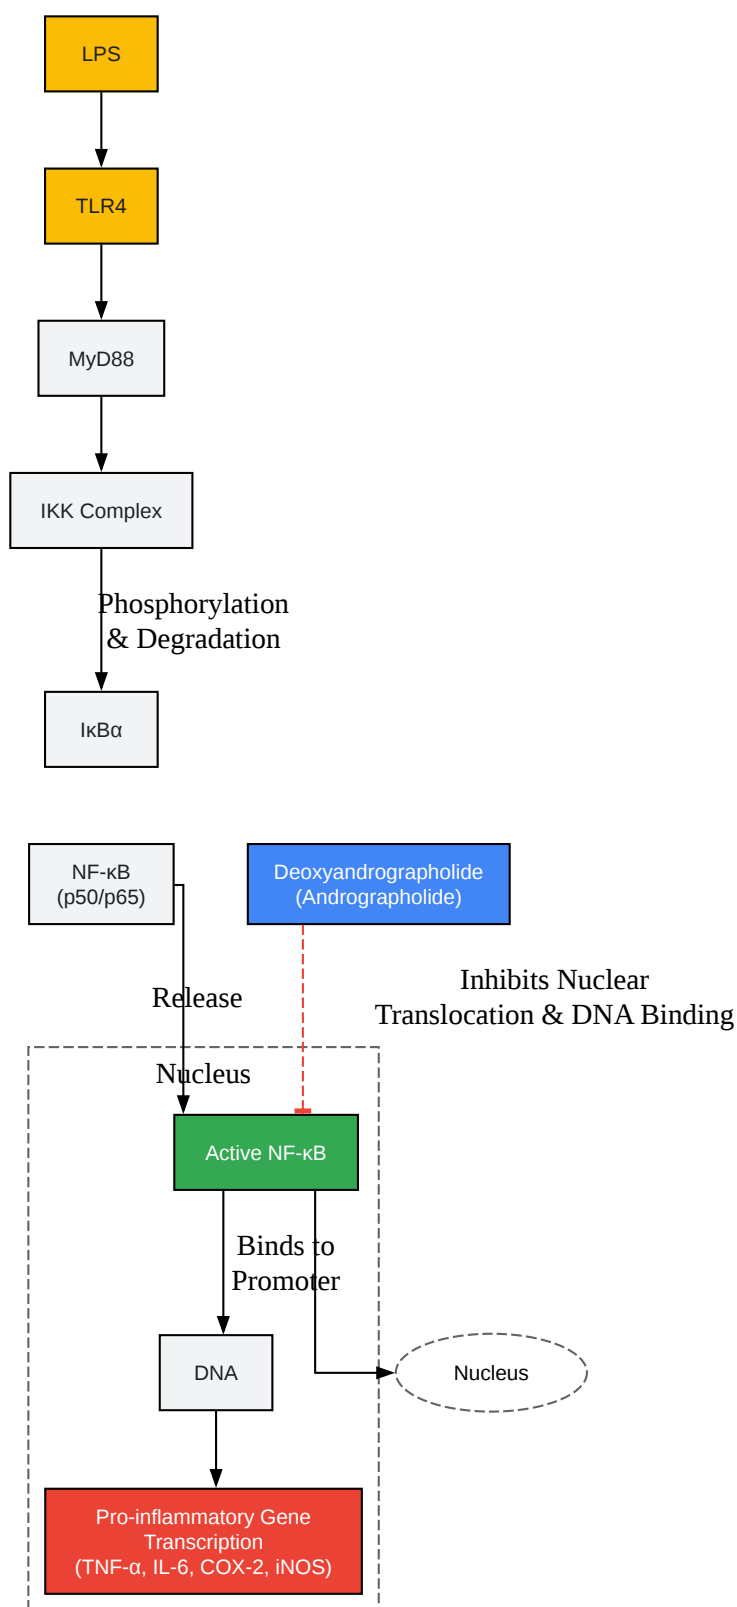 LPS
TLR4
MyD88
IKK Complex
Phosphorylation
& Degradation
IκBα
NF-κB
(p50/p65)
Deoxyandrographolide
(Andrographolide)
Inhibits Nuclear
Translocation & DNA Binding
Release
Nucleus
Active NF-κB
Binds to
Promoter
DNA
Nucleus
Pro-inflammatory Gene
Transcription
(TNF-α, IL-6, COX-2, iNOS)